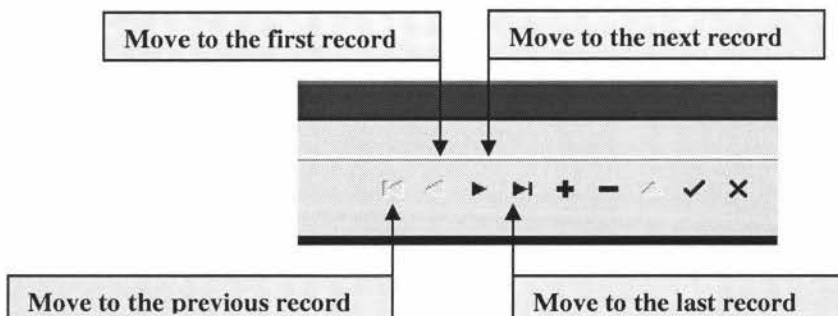 Move to the first record
Move to the next record
Move to the previous record
Move to the last record